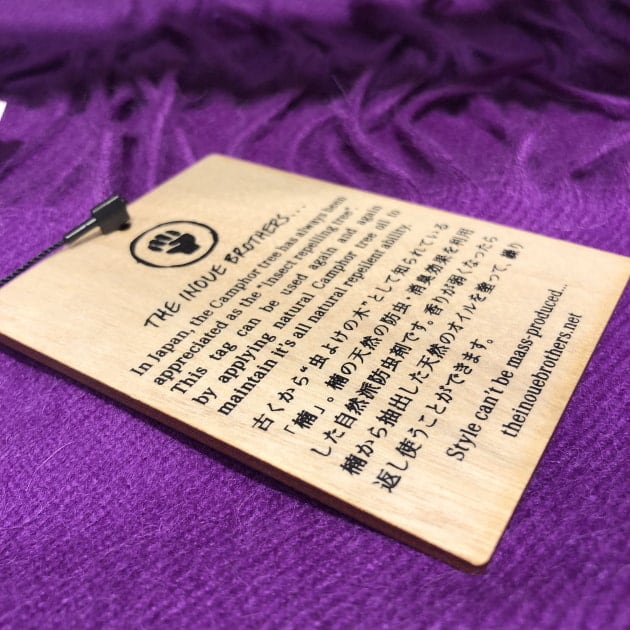 THE INOUE BROTHERS...
In Japan, the Camphor tree has always been
appreciated as the "insect repelling tree"
This tag can be used again and again
by applying natural Camphor tree oil to
maintain it's all natural repellent ability.
古くから“虫よけの木”として知られている
「楠」。楠の天然の防虫・消臭効果を利用
した自然派防虫剤です。香りが弱くなったら
楠から抽出した天然のオイルを塗って、繰り
返し使うことができます。
Style can't be mass-produced...
theinouebrothers.net